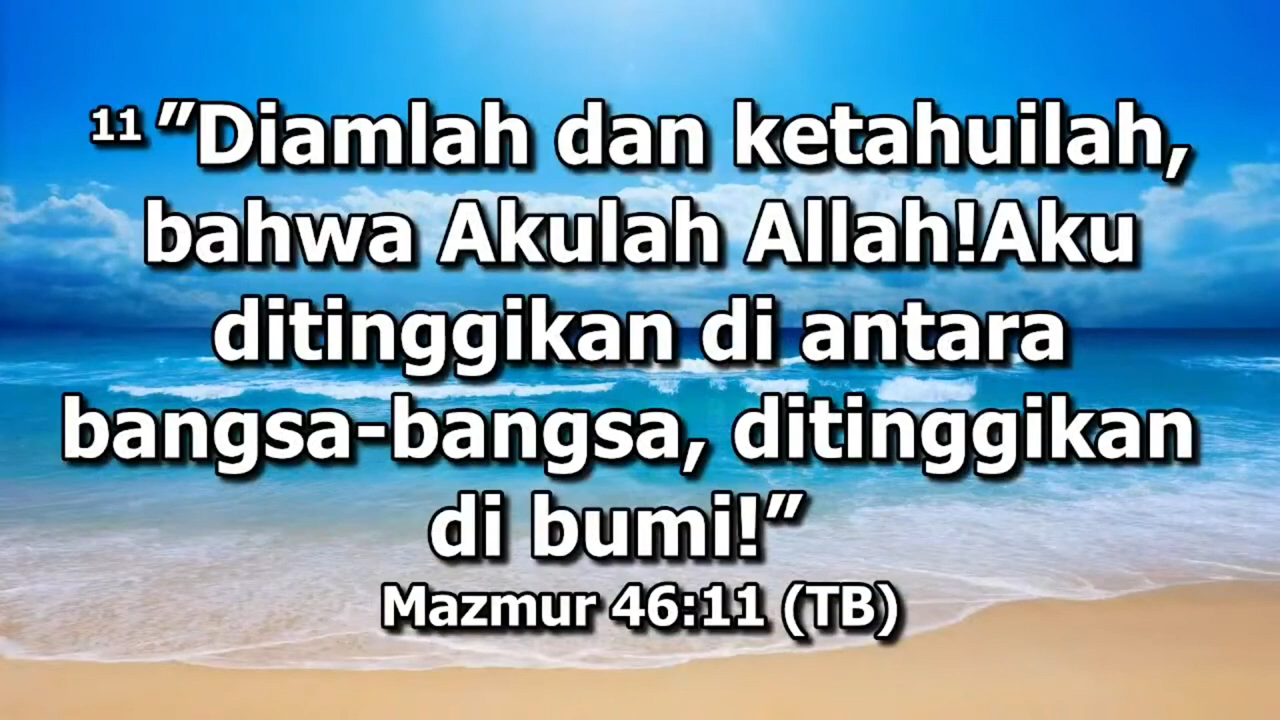 11 ”Diamlah dan ketahuilah,
bahwa Akulah Allah!Aku
ditinggikan di antara
bangsa-bangsa, ditinggikan
di bumi!”
Mazmur 46:11 (TB)